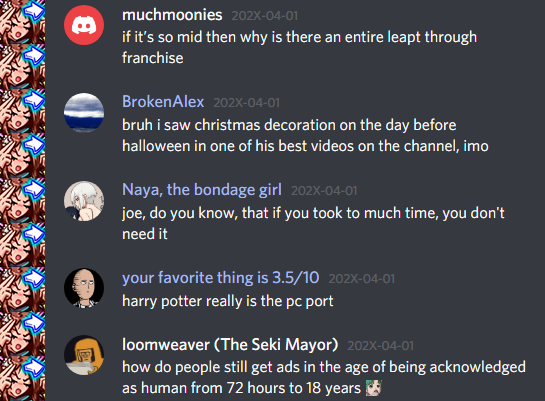 muchmoonies 202X-04-01
if it's so mid then why is there an entire leapt through
franchise
BrokenAlex 202X-04-01
bruh i saw christmas decoration on the day before
halloween in one of his best videos on the channel, imo
Naya, the bondage girl 202X-04-01
joe, do you know, that if you took to much time, you don't
need it
your favorite thing is 3.5/10 202X-04-01
harry potter really is the pc port
loomweaver (The Seki Mayor) 202X-04-01
how do people still get ads in the age of being acknowledged
as human from 72 hours to 18 years